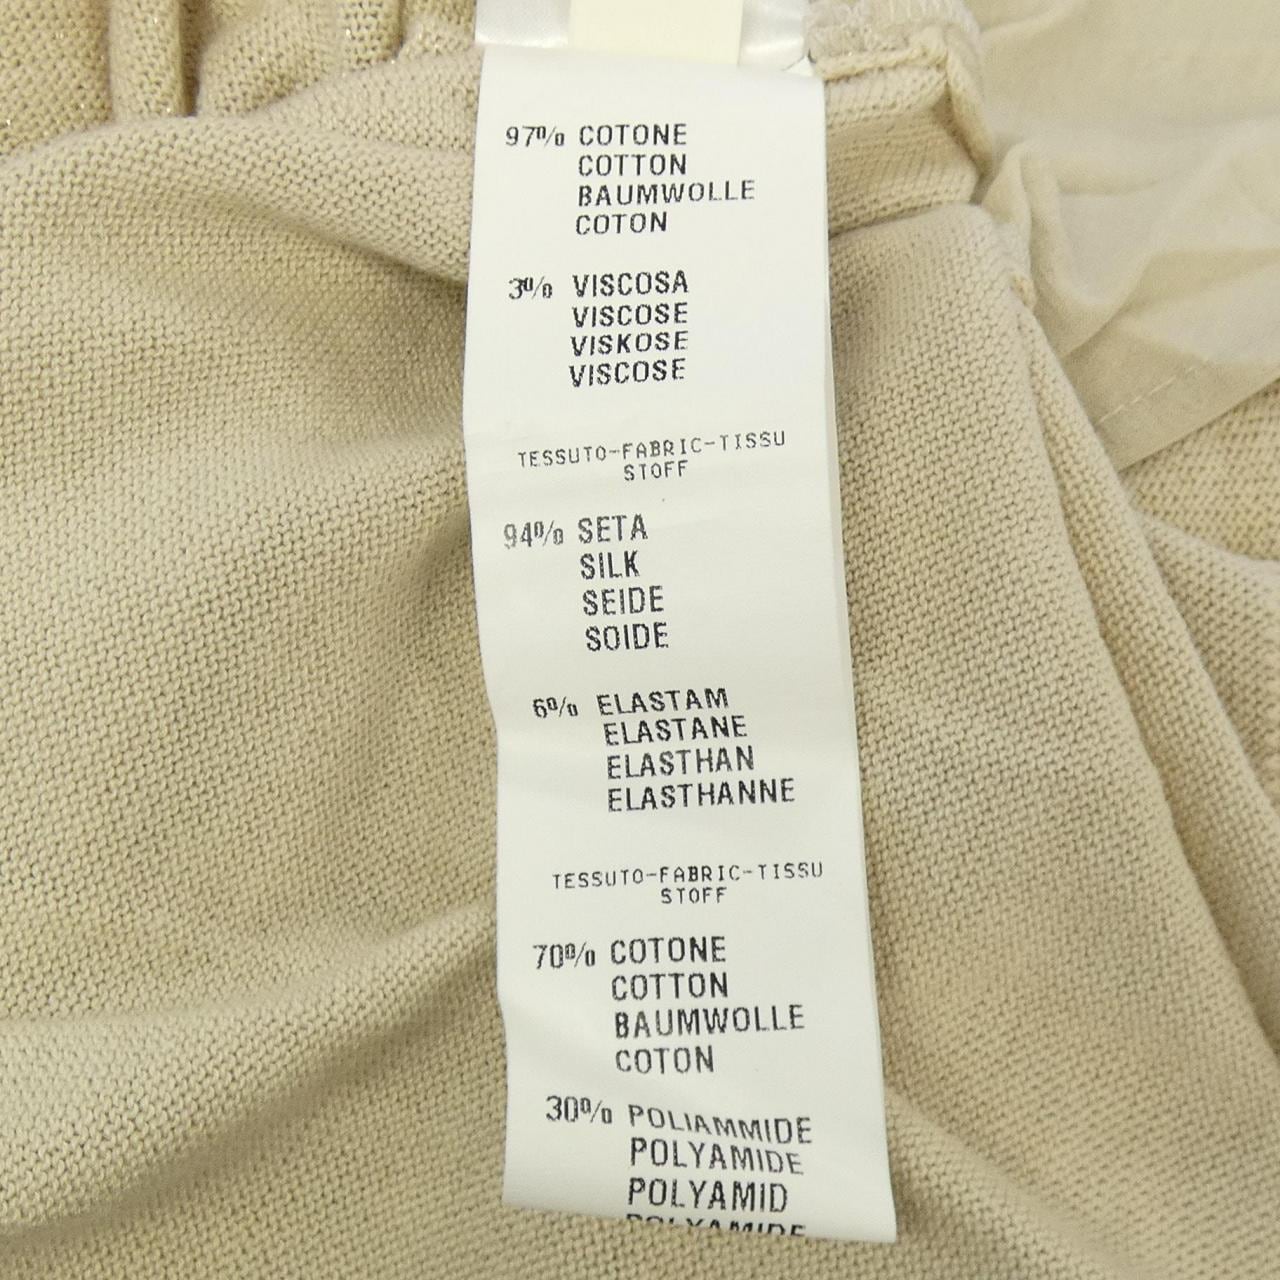 97% COTONE
COTTON
BAUMWOLLE
COTON
3% VISCOSA
VISCOSE
VISKOSE
VISCOSE
TESSUTO-FABRIC-TISSU
STOFF
94% SETA
SILK
SEIDE
SOIDE
6% ELASTAM
ELASTANE
ELASTHAN
ELASTHANNE
TESSUTO-FABRIC-TISSU
STOFF
70% COTONE
COTTON
BAUMWOLLE
COTON
30% POLIAMMIDE
POLYAMIDE
POLYAMID
POLYAMIDE